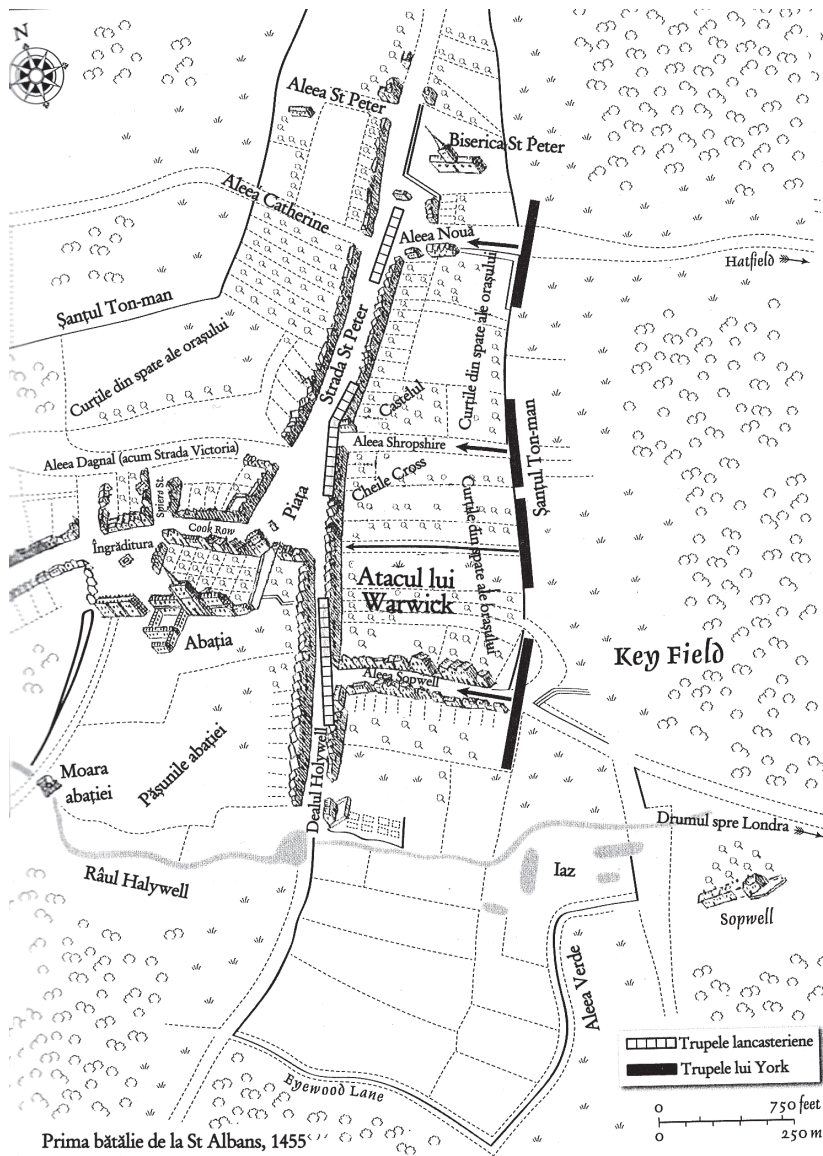 N
Aleea St Peter
Biserica St Peter
Aleea Catherine
Aleea Nouă
Hatfield
Șanțul Ton-man
Curțile din spate ale orașului
Strada St Peter
Curțile din spate ale orașului
Castelul
Aleea Shropshire
Șanțul Ton-man
Aleea Dagnal (acum Strada Victoria)
Cheile Cross
Piața
Cook Row
Îngrăditura
Curțile din spate ale orașului
Atacul lui
Warwick
Abația
Key Field
Aleea Sopwell
Moara
abației
Pășunile abației
Dealul Holywell
Drumul spre Londra
Râul Halywell
Iaz
Sopwell
Aleea Verde
Trupele lancasteriene
Trupele lui York
Eyewood Lane
0 750 feet
0 250 m
Prima bătălie de la St Albans, 1455